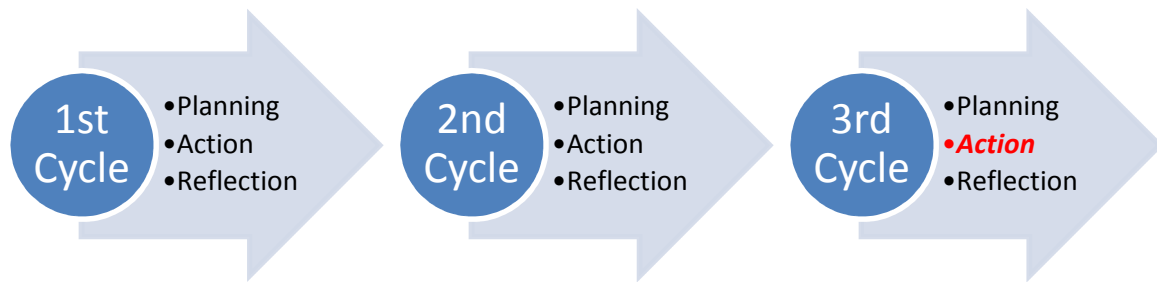 1st
Cycle
•Planning
•Action
•Reflection
2nd
Cycle
•Planning
•Action
•Reflection
3rd
Cycle
•Planning
•Action
•Reflection